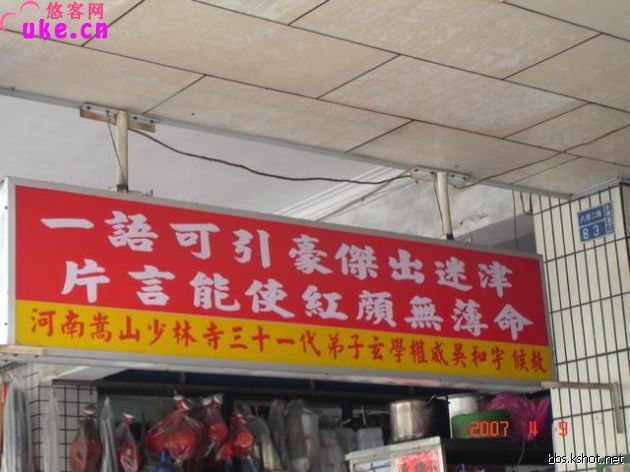 悠客网
uke.cn
一語可引豪傑出迷津
片言能使紅顔無薄命
河南嵩山少林寺三十一代弟子玄學權威吳和宇候教
83
2007 4 9
bbs.kshot.net